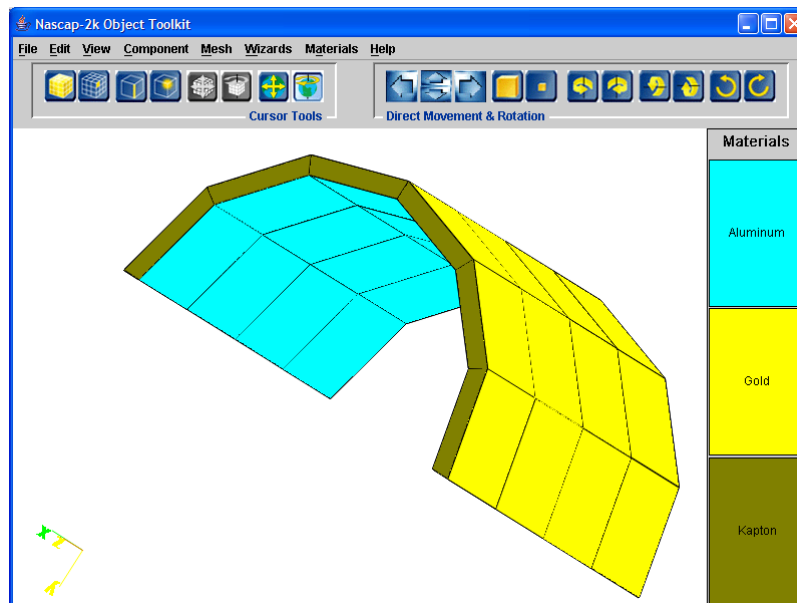 Nascap-2k Object Toolkit
File Edit View Component Mesh Wizards Materials Help
Cursor Tools
Direct Movement & Rotation
Materials
Aluminum
Gold
Kapton
X
Z
Y